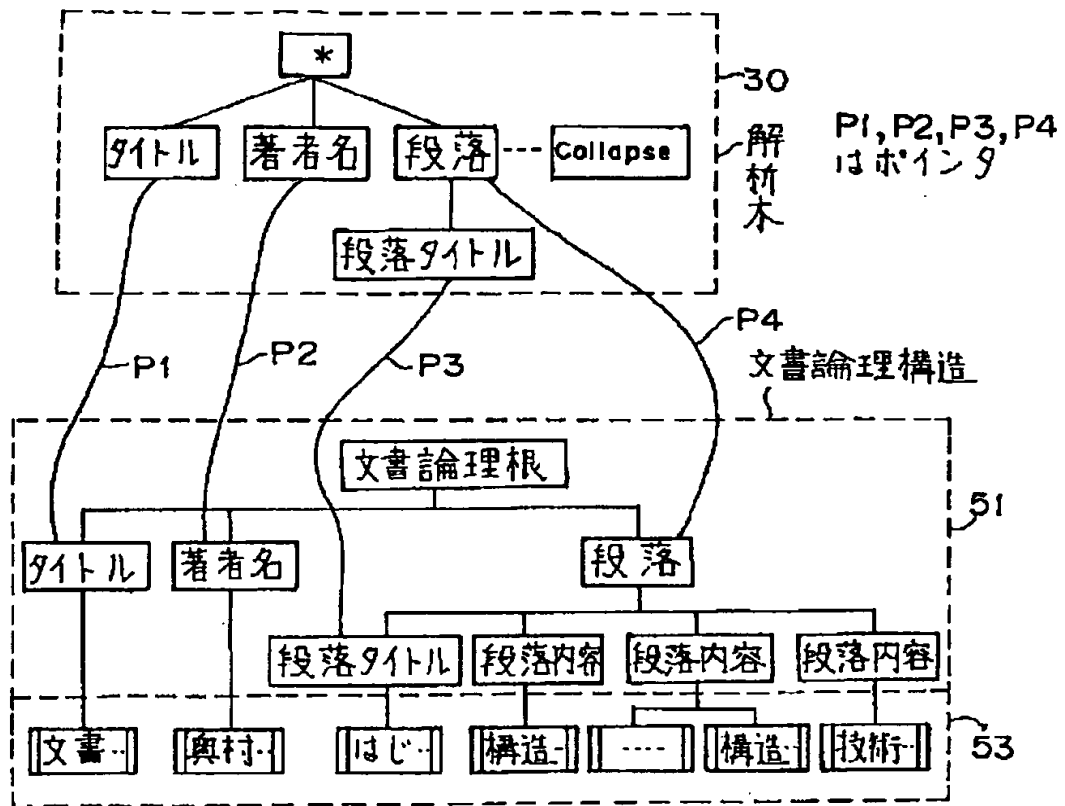 *
30
タイトル
著者名
段落
Collapse
解析木
P1,P2,P3,P4
はポインタ
段落タイトル
P1
P2
P3
P4
文書論理構造
文書論理根
51
タイトル
著者名
段落
段落タイトル
段落内容
段落内容
段落内容
文書‥
奥村‥
はじ‥
構造‥
----
構造‥
技術‥
53